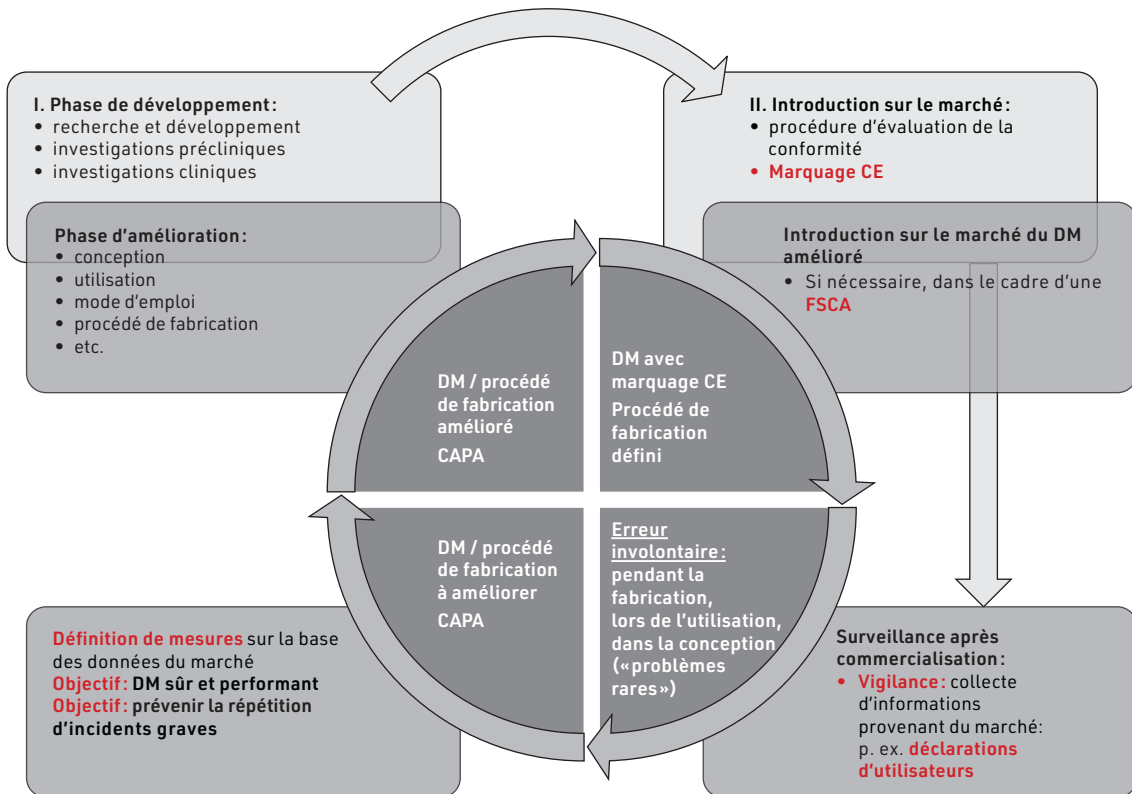 I. Phase de développement :
• recherche et développement
• investigations précliniques
• investigations cliniques
II. Introduction sur le marché :
• procédure d'évaluation de la
conformité
• Marquage CE
Phase d'amélioration :
• conception
• utilisation
• mode d'emploi
• procédé de fabrication
• etc.
Introduction sur le marché du DM
amélioré
• Si nécessaire, dans le cadre d'une
FSCA
DM / procédé
de fabrication
amélioré
CAPA
DM avec
marquage CE
Procédé de
fabrication
défini
DM / procédé
de fabrication
à améliorer
CAPA
Erreur
involontaire :
pendant la
fabrication,
lors de l'utilisation,
dans la conception
(« problèmes
rares »)
Définition de mesures sur la base
des données du marché
Objectif : DM sûr et performant
Objectif : prévenir la répétition
d'incidents graves
Surveillance après
commercialisation :
• Vigilance : collecte
d'informations
provenant du marché:
p. ex. déclarations
d'utilisateurs